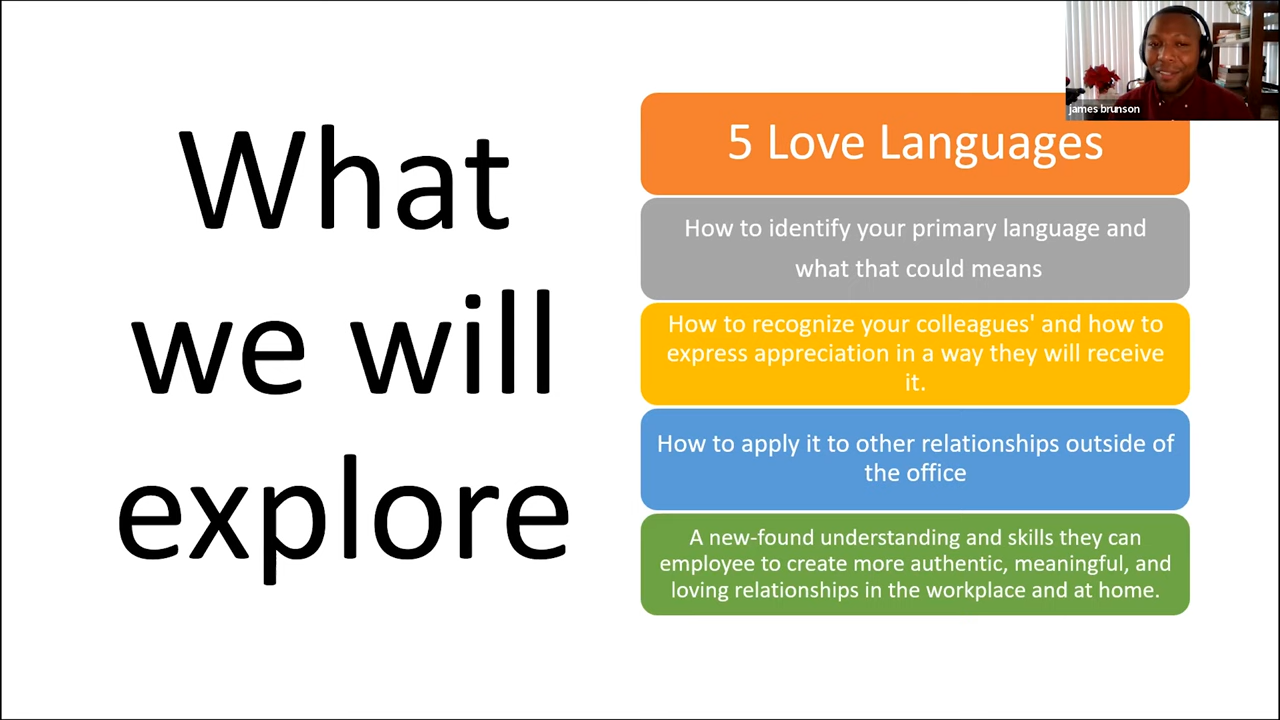 What
we will
explore
5 Love Languages
How to identify your primary language and
what that could means
How to recognize your colleagues' and how to
express appreciation in a way they will receive
it.
How to apply it to other relationships outside of
the office
A new-found understanding and skills they can
employee to create more authentic, meaningful, and
loving relationships in the workplace and at home.
james brunson